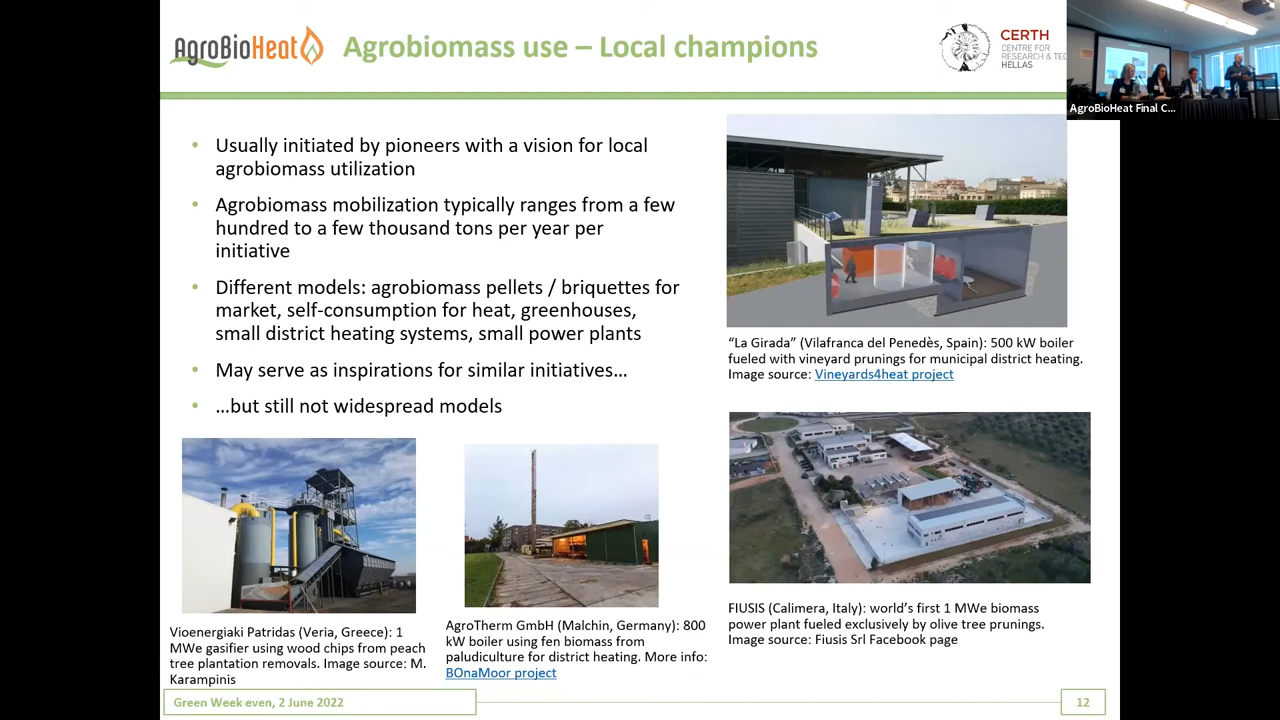 AgroBioHeat
Agrobiomass use – Local champions
CERTH
CENTRE FOR
RESEARCH & TEC
HELLAS
AgroBioHeat Final C...
• Usually initiated by pioneers with a vision for local
agrobiomass utilization
• Agrobiomass mobilization typically ranges from a few
hundred to a few thousand tons per year per
initiative
• Different models: agrobiomass pellets / briquettes for
market, self-consumption for heat, greenhouses,
small district heating systems, small power plants
• May serve as inspirations for similar initiatives…
• …but still not widespread models
“La Girada” (Vilafranca del Penedès, Spain): 500 kW boiler
fueled with vineyard prunings for municipal district heating.
Image source: Vineyards4heat project
Vioenergiaki Patridas (Veria, Greece): 1
MWe gasifier using wood chips from peach
tree plantation removals. Image source: M.
Karampinis
AgroTherm GmbH (Malchin, Germany): 800
kW boiler using fen biomass from
paludiculture for district heating. More info:
BOnaMoor project
FIUSIS (Calimera, Italy): world’s first 1 MWe biomass
power plant fueled exclusively by olive tree prunings.
Image source: Fiusis Srl Facebook page
Green Week even, 2 June 2022
12